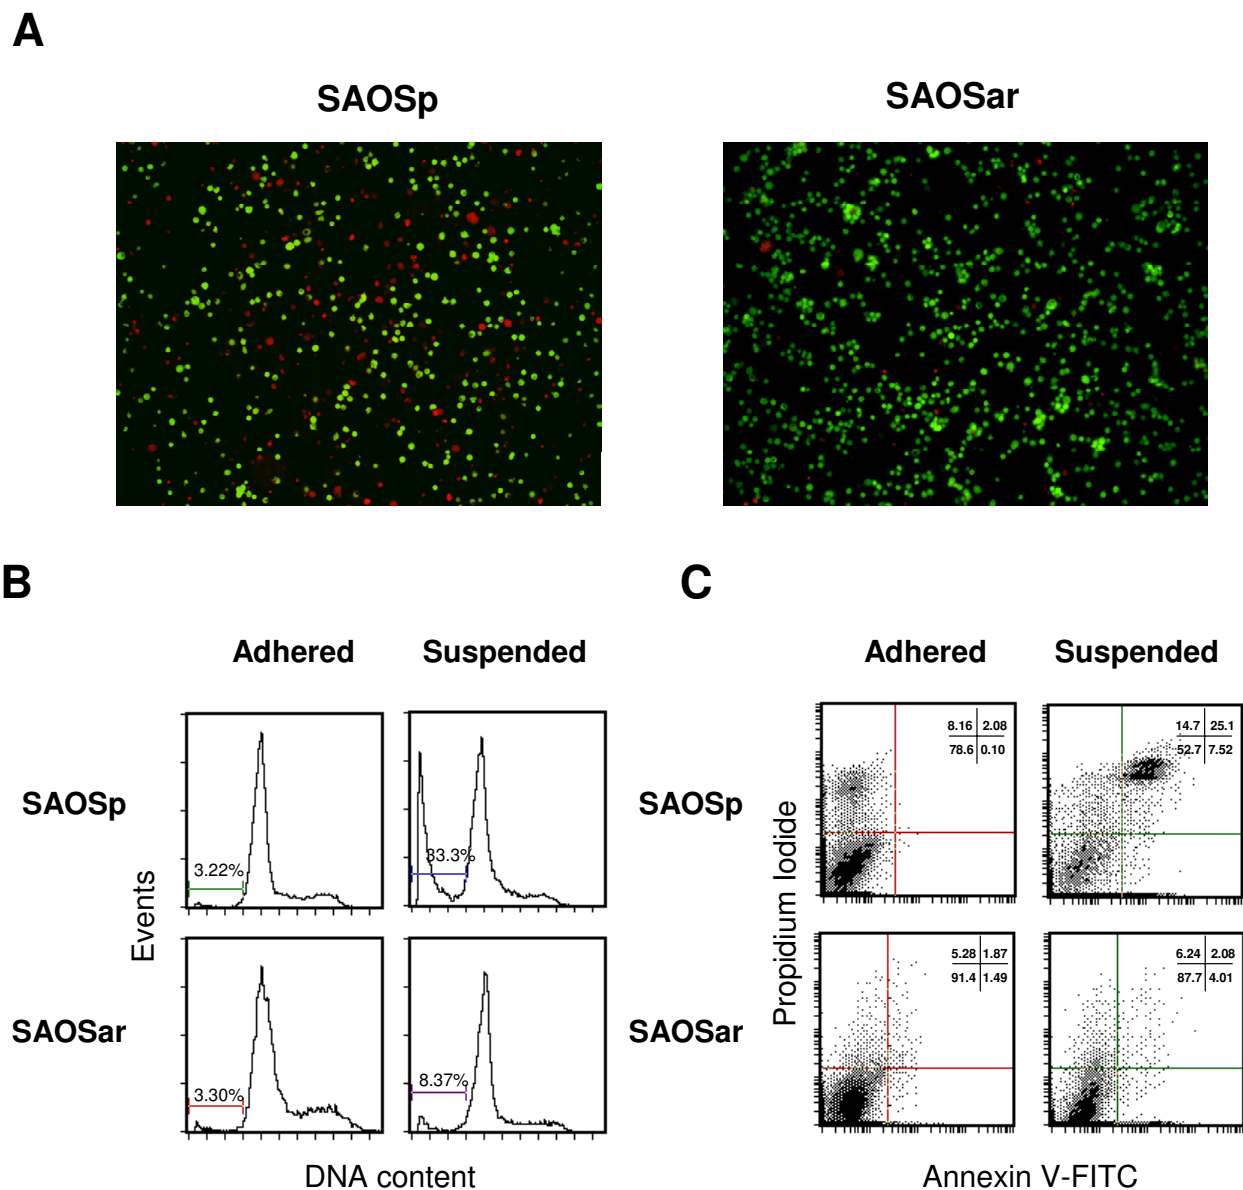 A
SAOSp
SAOSar
B
C
Adhered
Suspended
Adhered
Suspended
SAOSp
3.22%
33.3%
SAOSp
8.16 2.08
78.6 0.10
14.7 25.1
52.7 7.52
Events
Propidium Iodide
SAOSar
3.30%
8.37%
SAOSar
5.28 1.87
91.4 1.49
6.24 2.08
87.7 4.01
DNA content
Annexin V-FITC